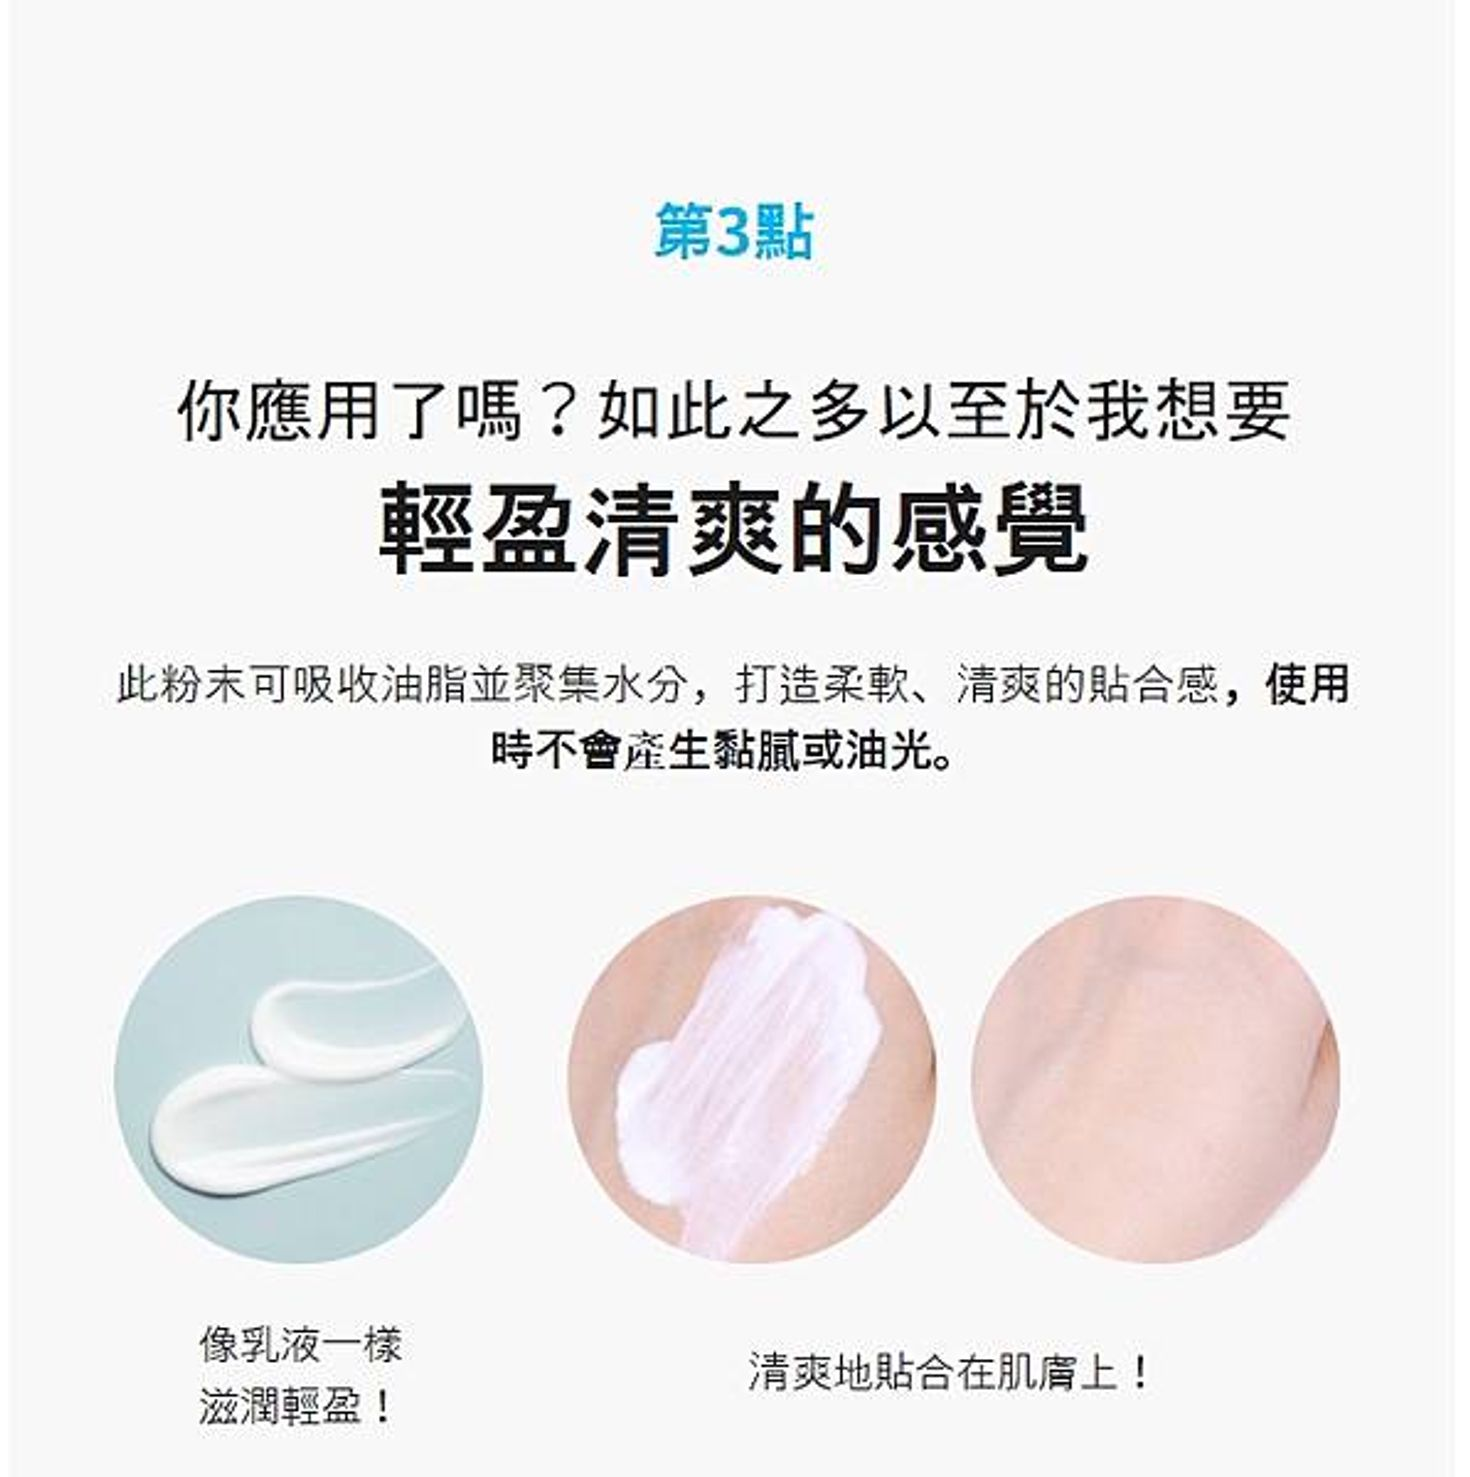 第3點
你應用了嗎？如此之多以至於我想要
輕盈清爽的感覺
此粉末可吸收油脂並聚集水分，打造柔軟、清爽的貼合感，使用
時不會產生黏膩或油光。
像乳液一樣
滋潤輕盈！
清爽地貼合在肌膚上！